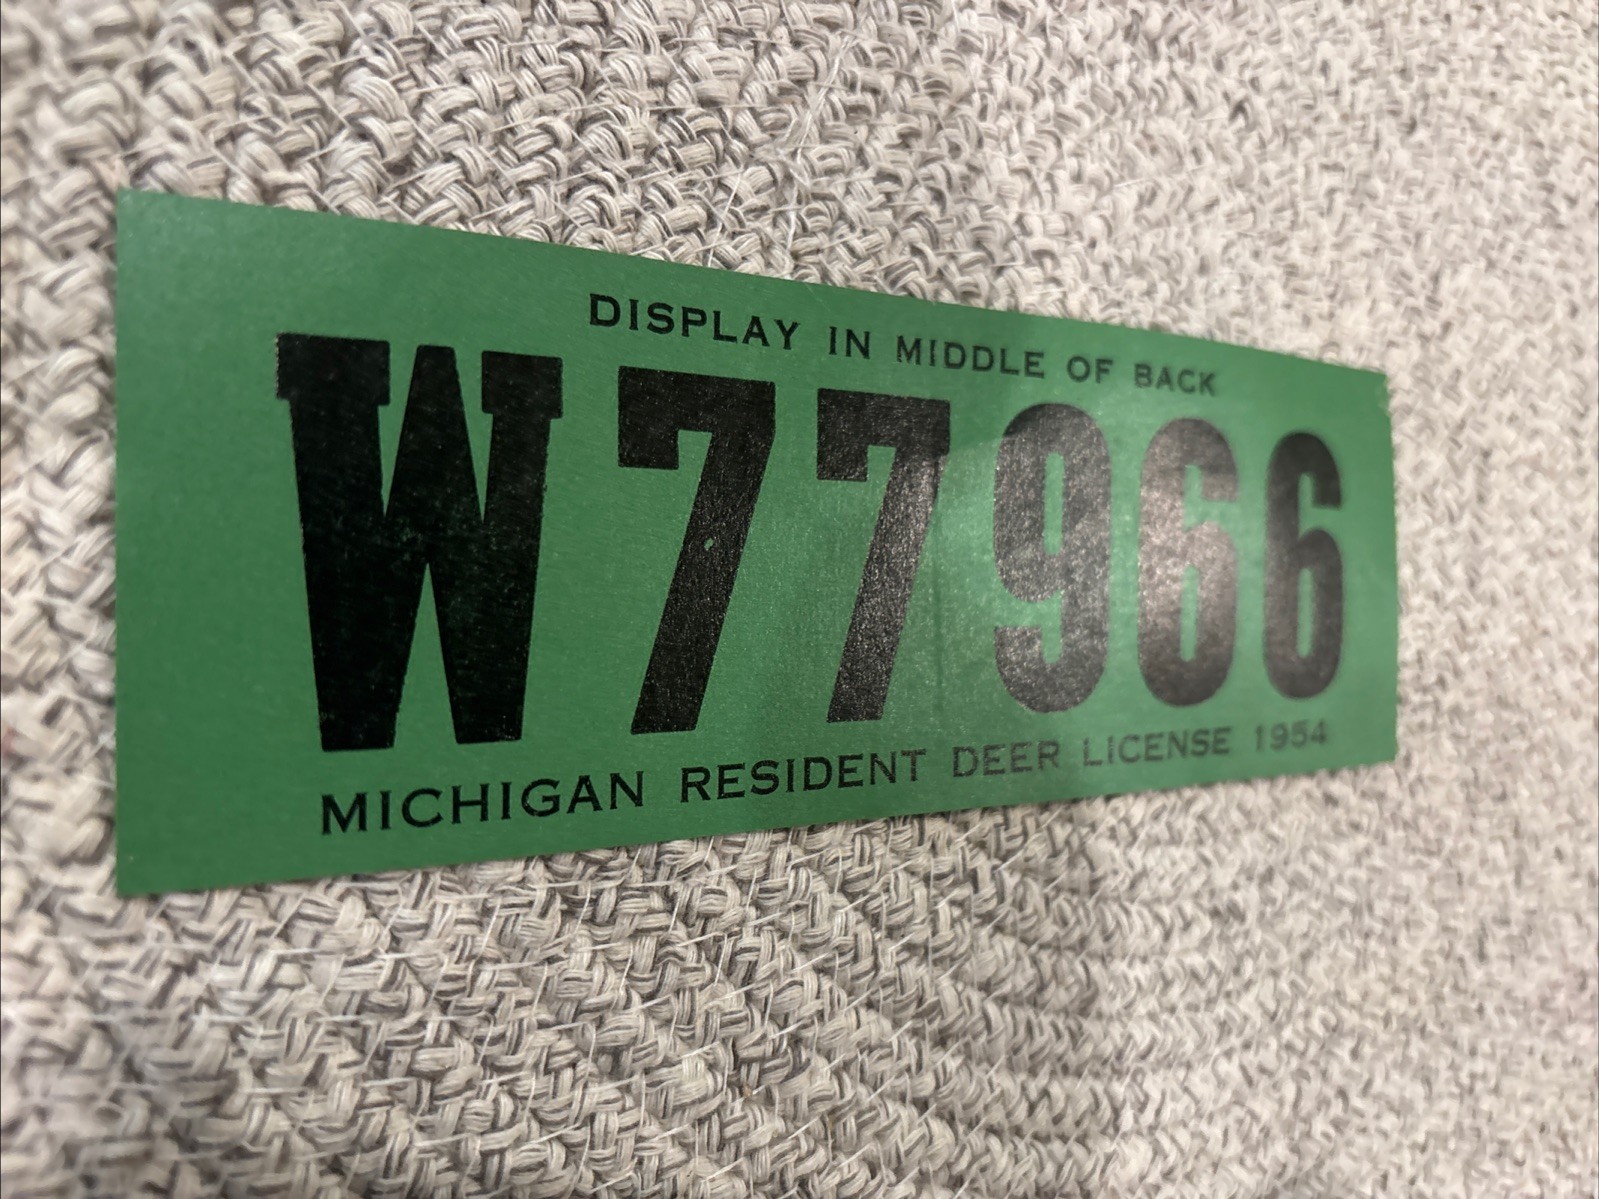 DISPLAY IN MIDDLE OF BACK
W77966
MICHIGAN RESIDENT DEER LICENSE 1954